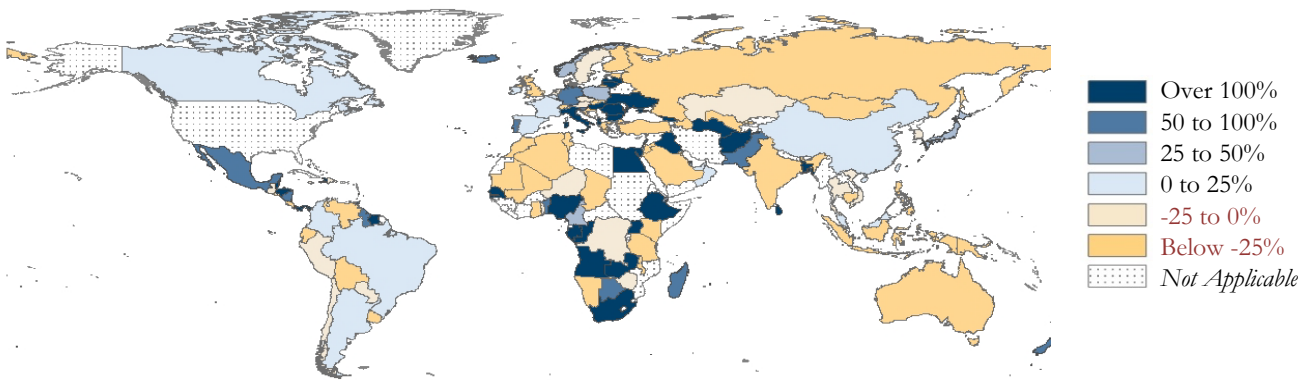 Over 100%
50 to 100%
25 to 50%
0 to 25%
-25 to 0%
Below -25%
Not Applicable